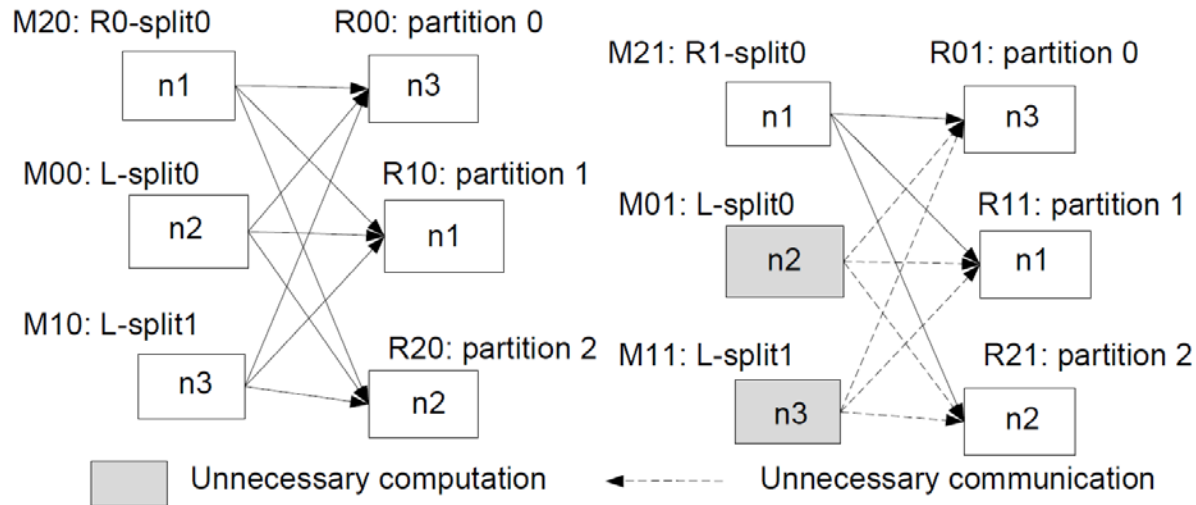 M20: R0-split0
R00: partition 0
n1
n3
M00: L-split0
R10: partition 1
n2
n1
M10: L-split1
R20: partition 2
n3
n2
M21: R1-split0
R01: partition 0
n1
n3
M01: L-split0
R11: partition 1
n2
n1
M11: L-split1
R21: partition 2
n3
n2
Unnecessary computation
Unnecessary communication